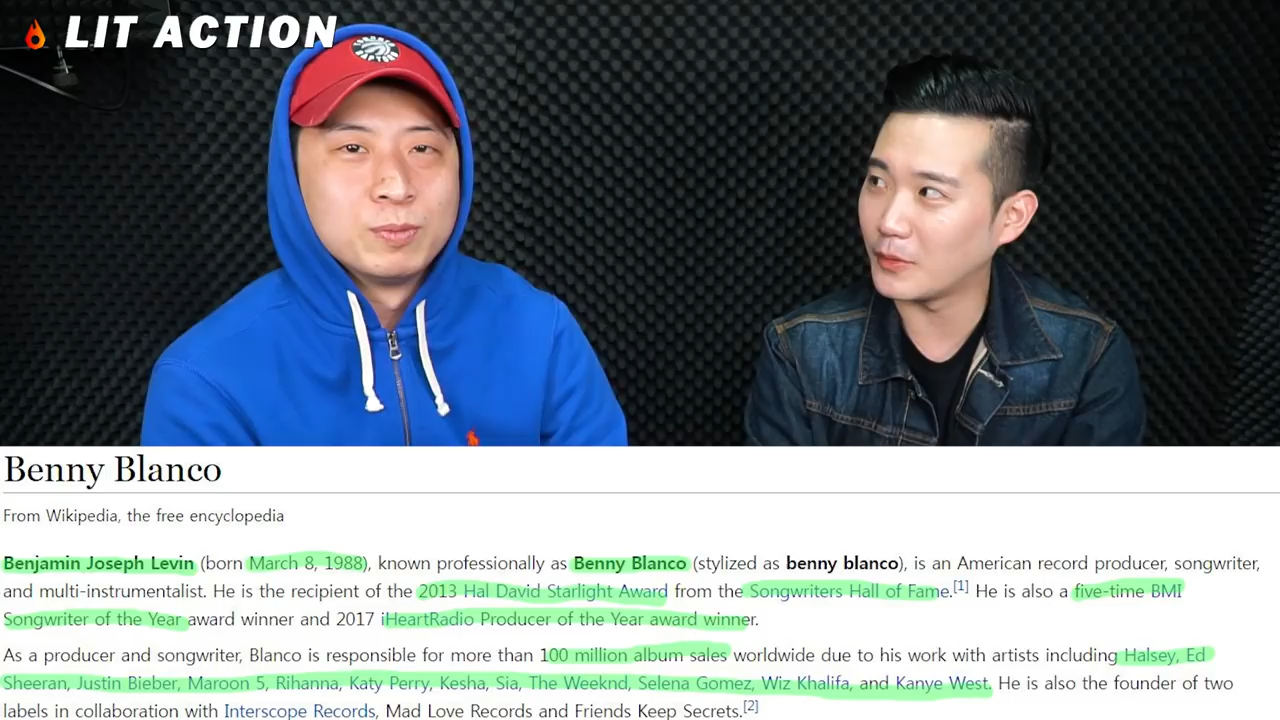 LIT ACTION
TORONTO
RAPTORS
Benny Blanco
From Wikipedia, the free encyclopedia
Benjamin Joseph Levin (born March 8, 1988), known professionally as Benny Blanco (stylized as benny blanco), is an American record producer, songwriter,
and multi-instrumentalist. He is the recipient of the 2013 Hal David Starlight Award from the Songwriters Hall of Fame.[1] He is also a five-time BMI
Songwriter of the Year award winner and 2017 iHeartRadio Producer of the Year award winner.
As a producer and songwriter, Blanco is responsible for more than 100 million album sales worldwide due to his work with artists including Halsey, Ed
Sheeran, Justin Bieber, Maroon 5, Rihanna, Katy Perry, Kesha, Sia, The Weeknd, Selena Gomez, Wiz Khalifa, and Kanye West. He is also the founder of two
labels in collaboration with Interscope Records, Mad Love Records and Friends Keep Secrets.[2]